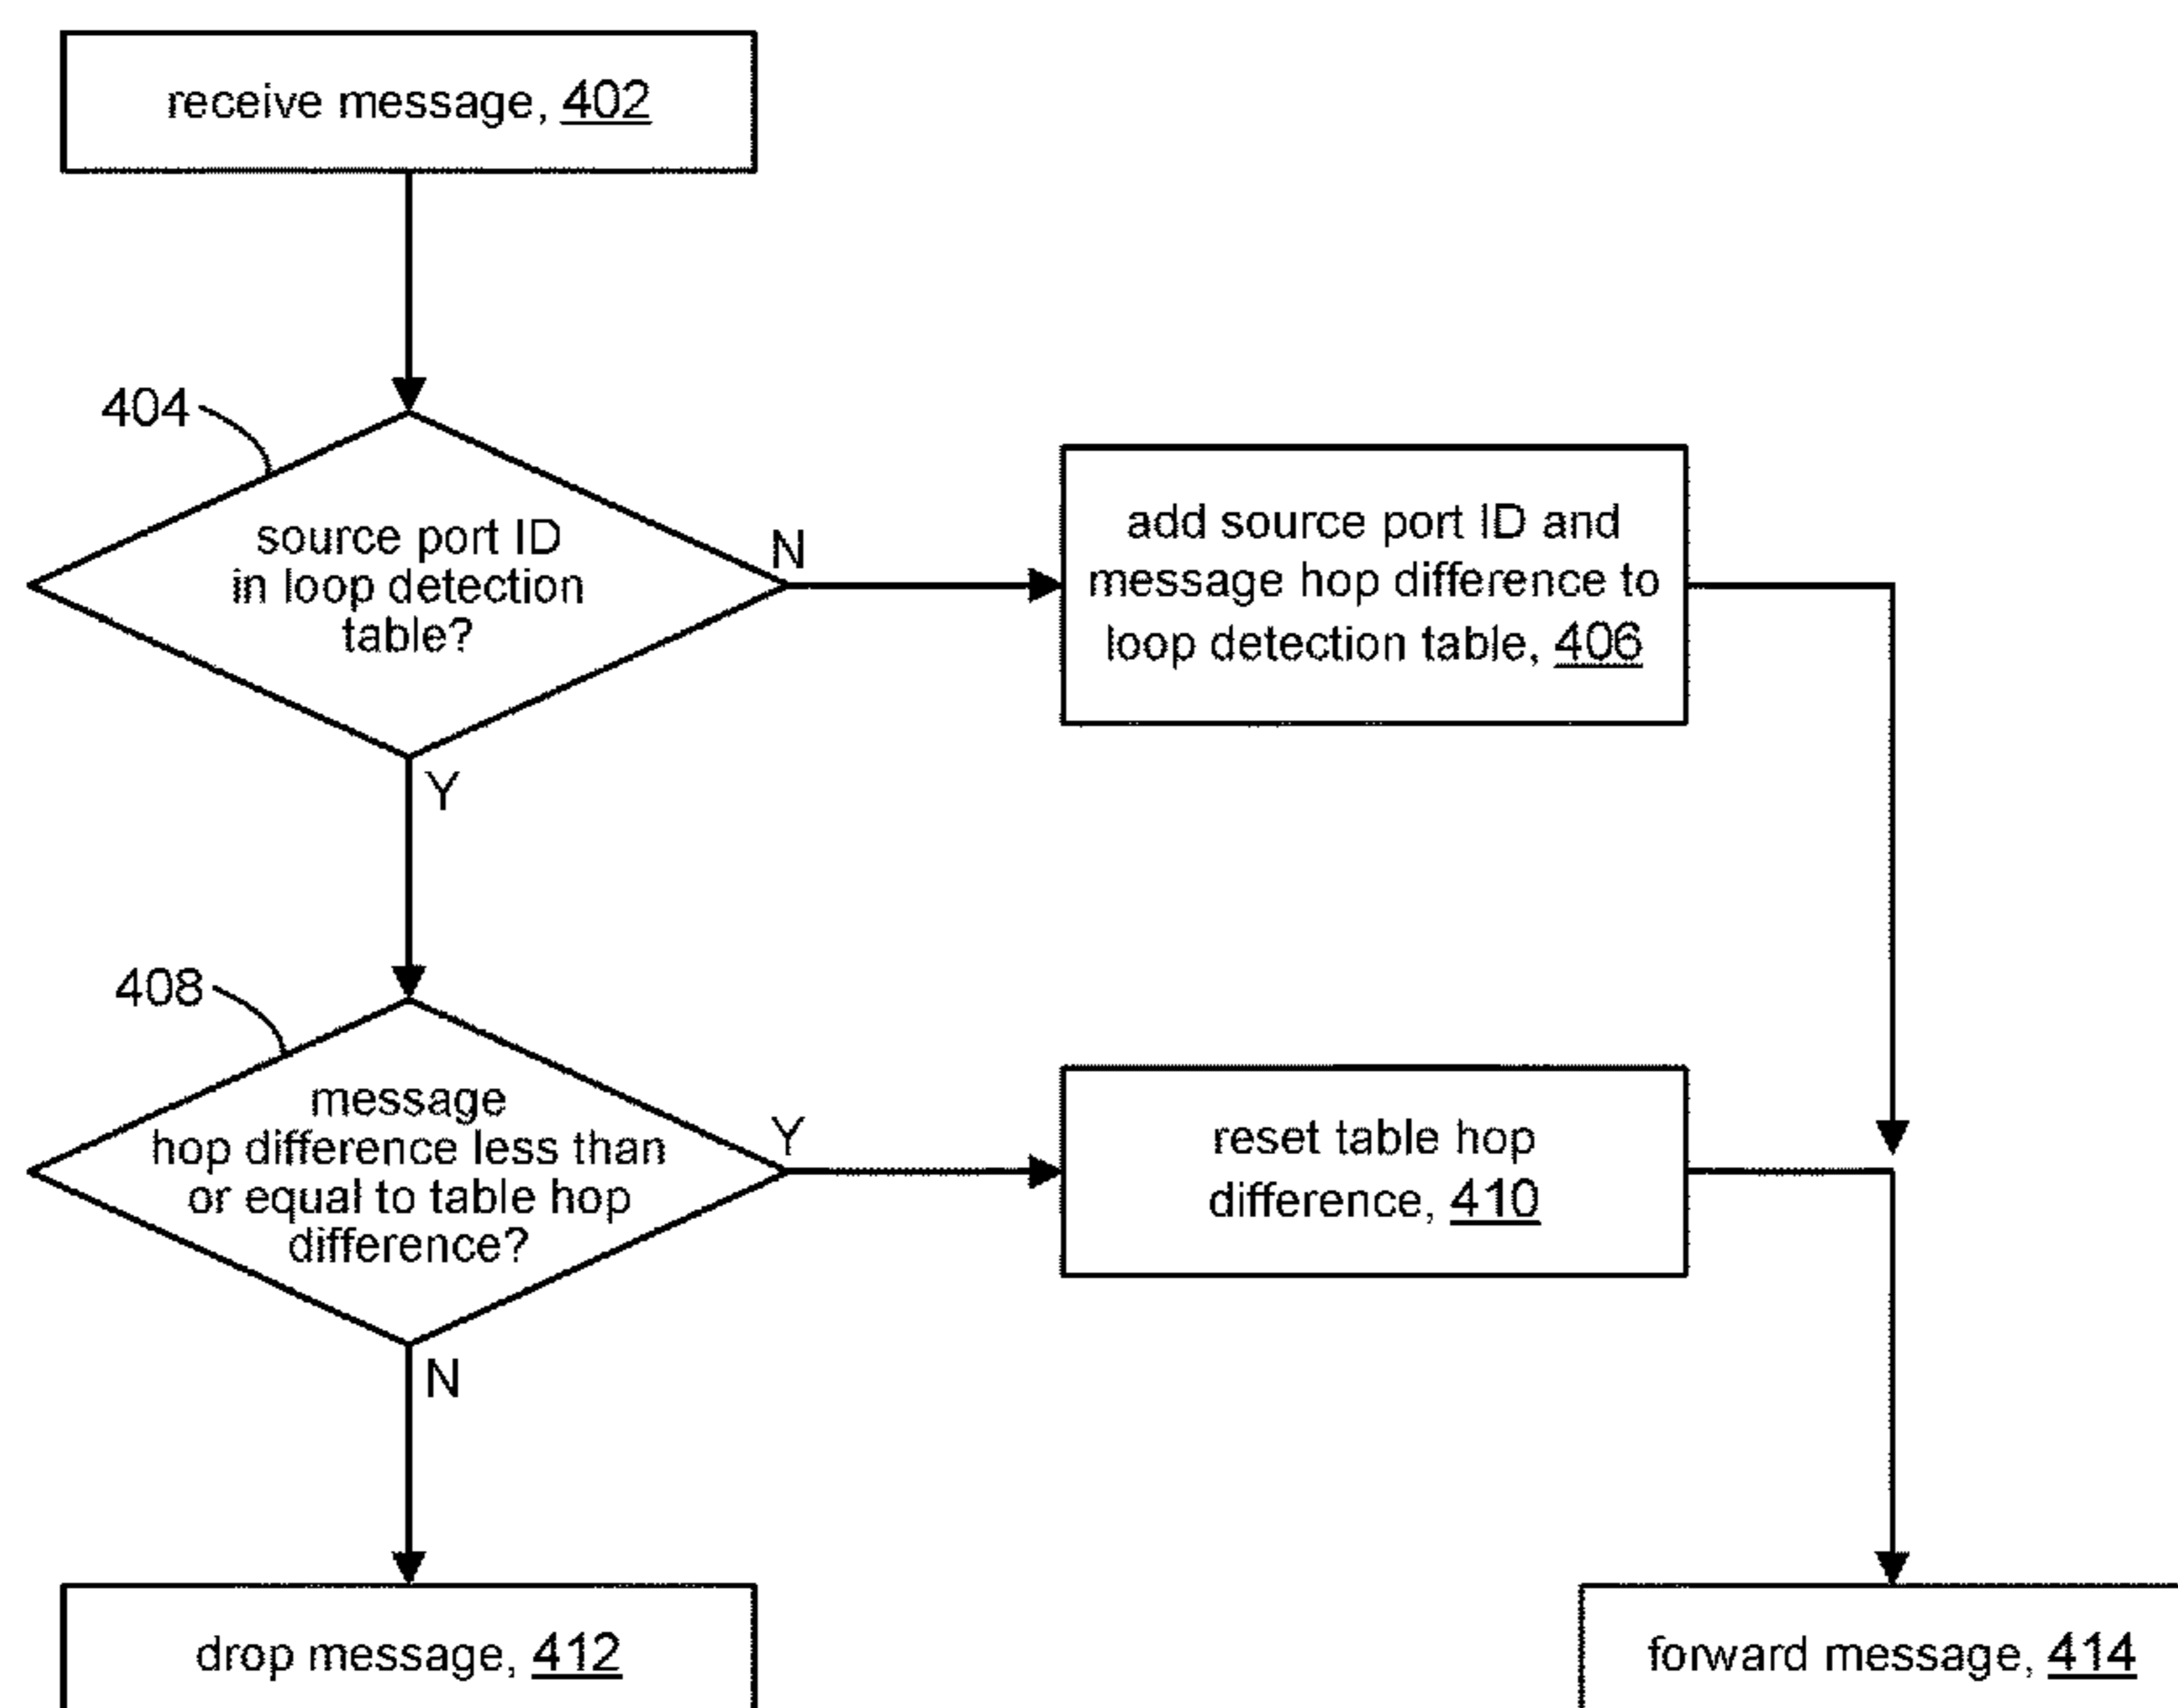 receive message, 402
404
source port ID
in loop detection
table?
N
add source port ID and
message hop difference to
loop detection table, 406
Y
408
message
hop difference less than
or equal to table hop
difference?
Y
reset table hop
difference, 410
N
drop message, 412
forward message, 414